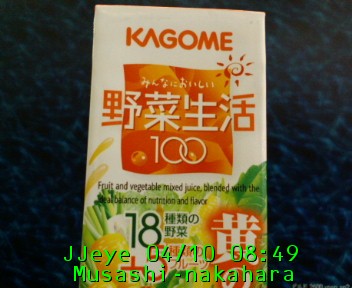 KAGOME
みんなにおいしい
野菜生活
100
Fruit and vegetable mixed juice, blended with the
ideal balance of nutrition and flavor
18種類の野菜
黄
JJeye 04/10 08:49
Musashi-nakahara